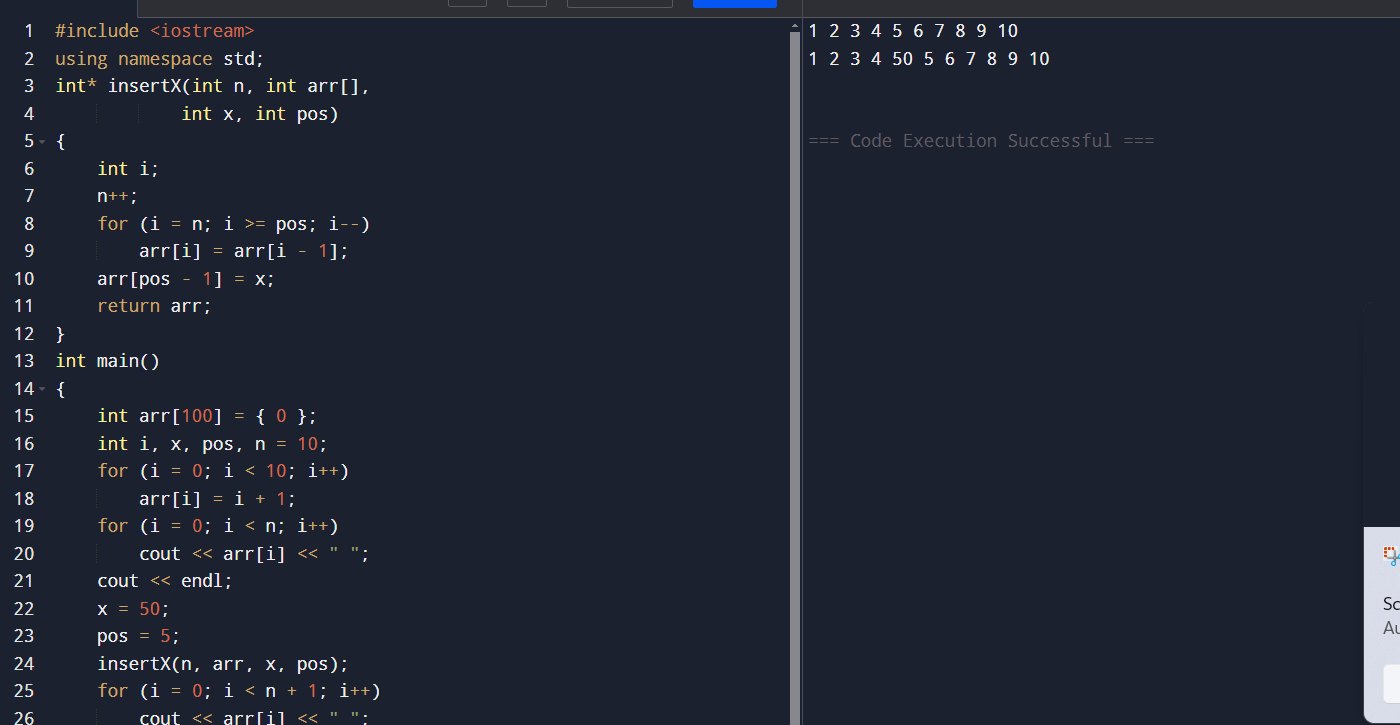 1 #include <iostream>
2 using namespace std;
3 int* insertX(int n, int arr[],
4 int x, int pos)
5 {
6 int i;
7 n++;
8 for (i = n; i >= pos; i--)
9 arr[i] = arr[i - 1];
10 arr[pos - 1] = x;
11 return arr;
12 }
13 int main()
14 {
15 int arr[100] = { 0 };
16 int i, x, pos, n = 10;
17 for (i = 0; i < 10; i++)
18 arr[i] = i + 1;
19 for (i = 0; i < n; i++)
20 cout << arr[i] << " ";
21 cout << endl;
22 x = 50;
23 pos = 5;
24 insertX(n, arr, x, pos);
25 for (i = 0; i < n + 1; i++)
26 cout << arr[i] << " ";
1 2 3 4 5 6 7 8 9 10
1 2 3 4 50 5 6 7 8 9 10
=== Code Execution Successful ===
Sc
Au